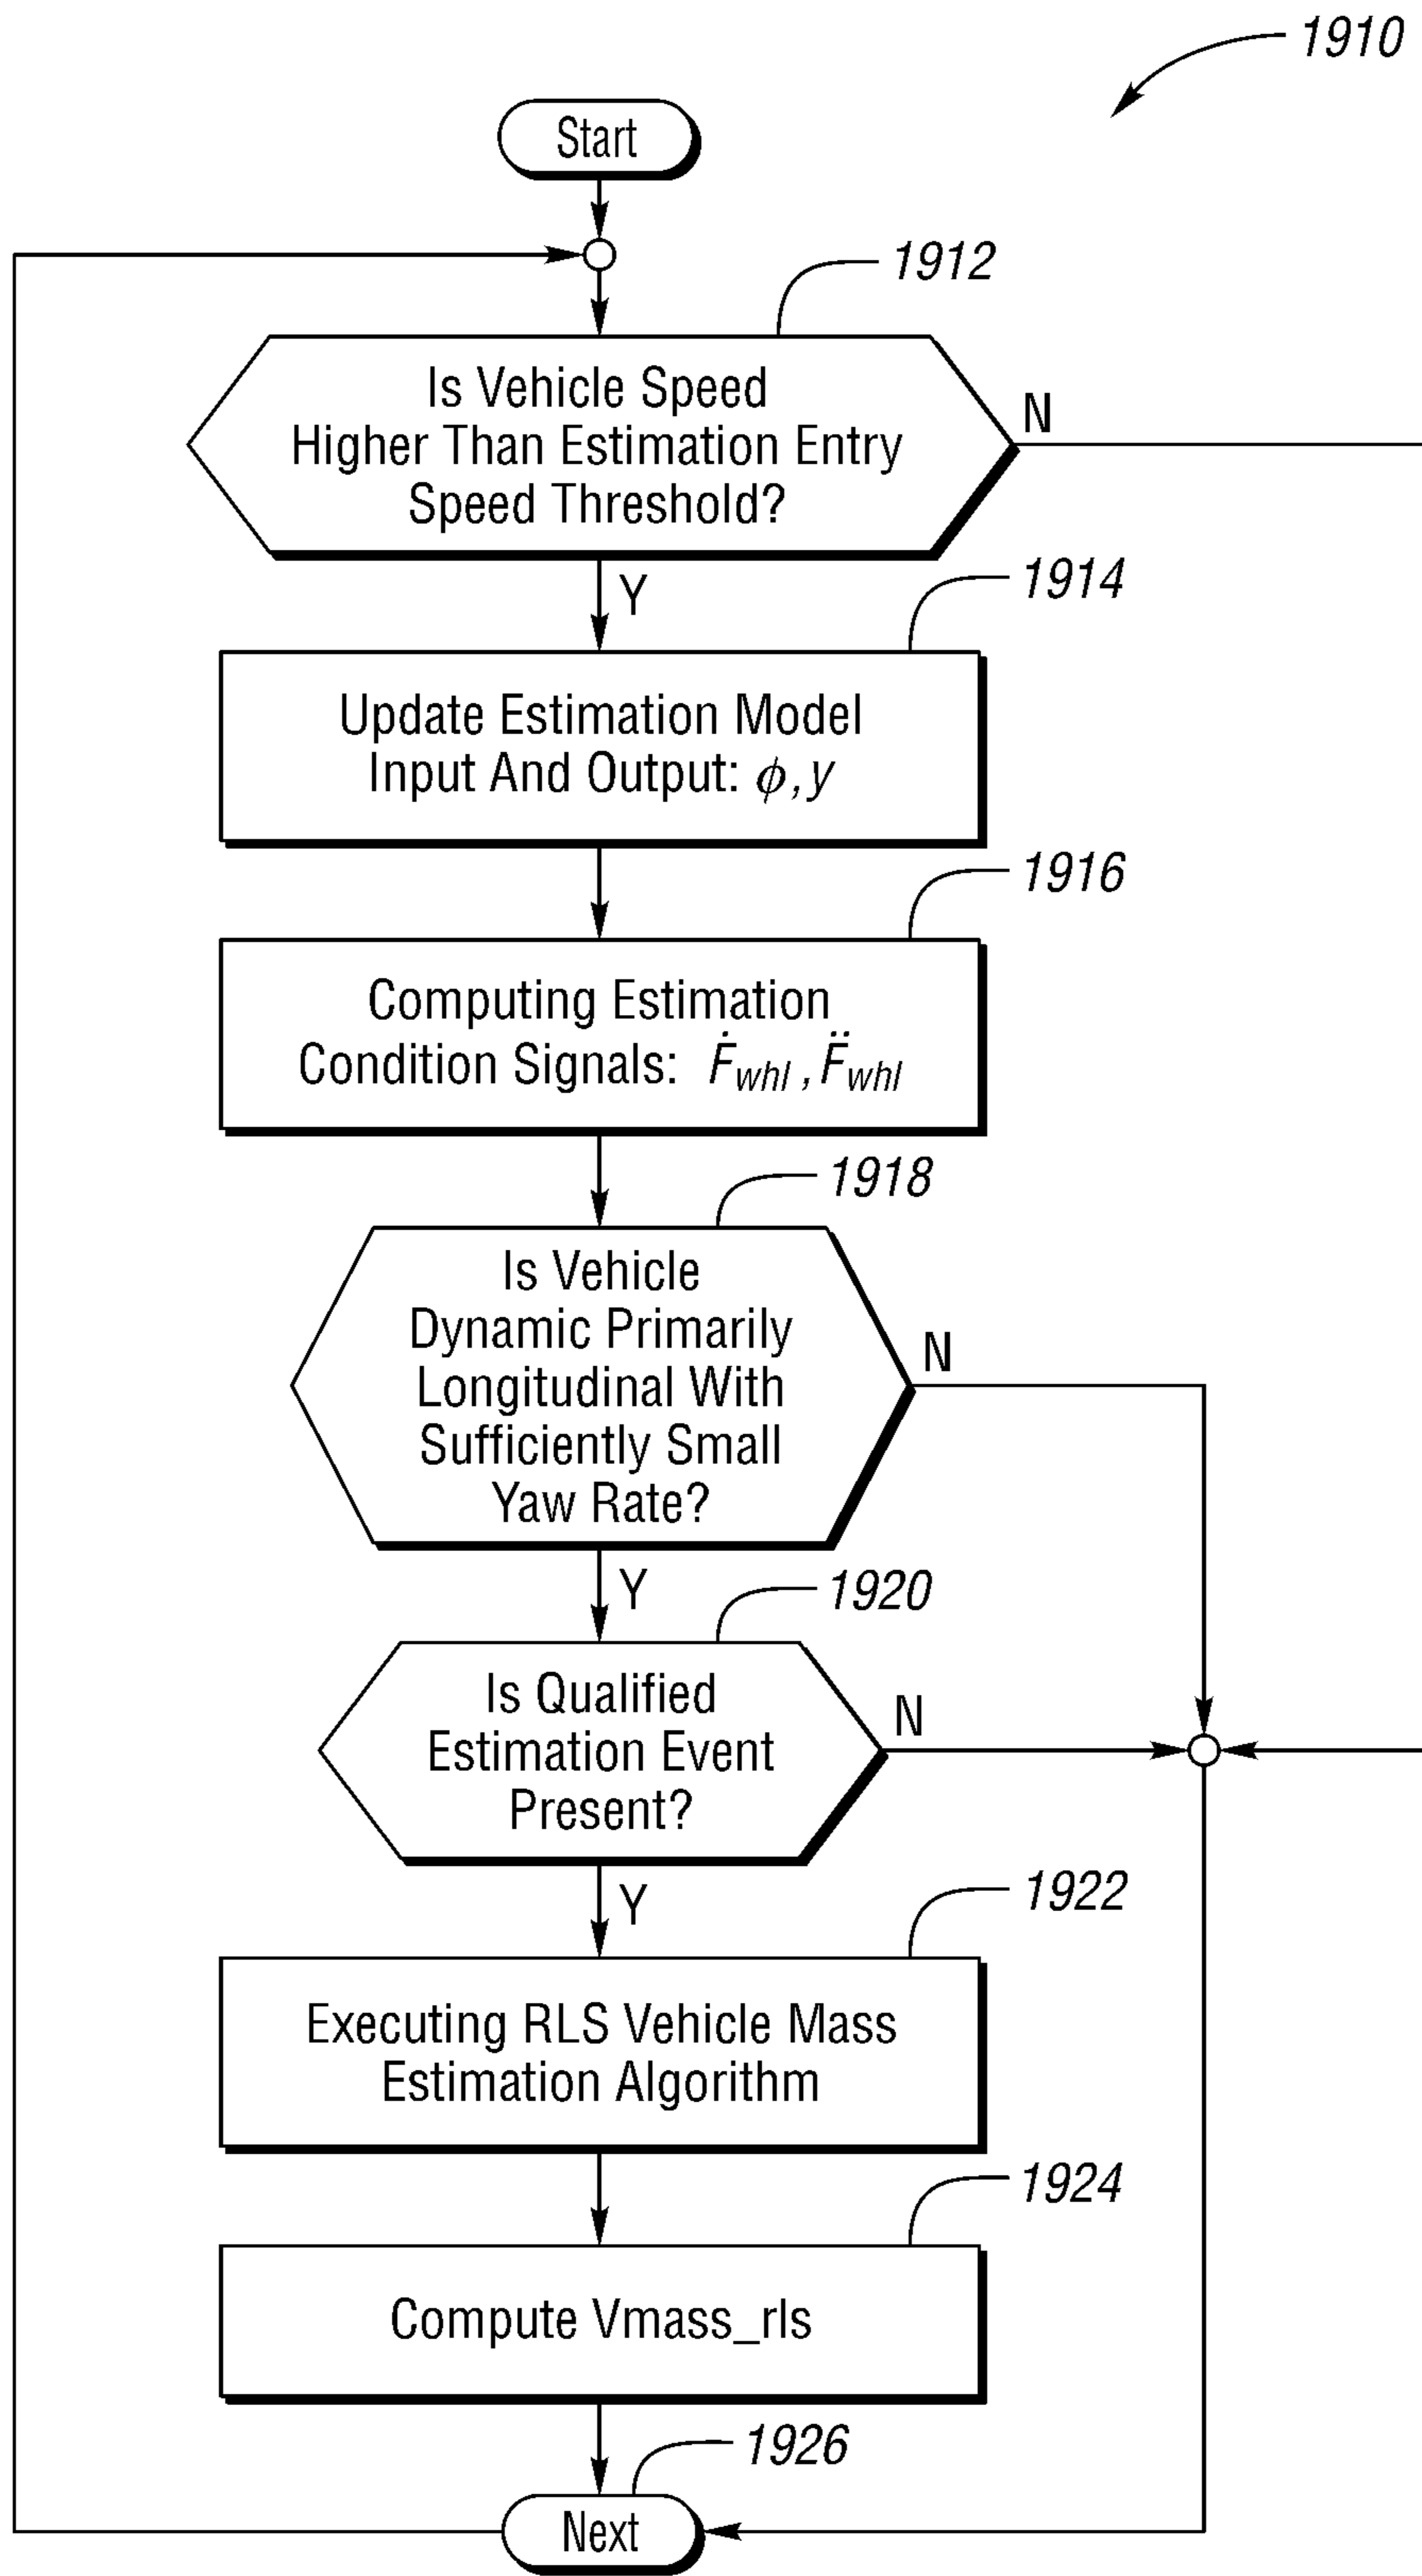 1910
Start
1912
Is Vehicle Speed
Higher Than Estimation Entry
Speed Threshold?
N
Y
1914
Update Estimation Model
Input And Output: ϕ, y
1916
Computing Estimation
Condition Signals: Ḟwhl, F̈whl
1918
Is Vehicle
Dynamic Primarily
Longitudinal With
Sufficiently Small
Yaw Rate?
N
Y
1920
Is Qualified
Estimation Event
Present?
N
Y
1922
Executing RLS Vehicle Mass
Estimation Algorithm
1924
Compute Vmass_rls
1926
Next